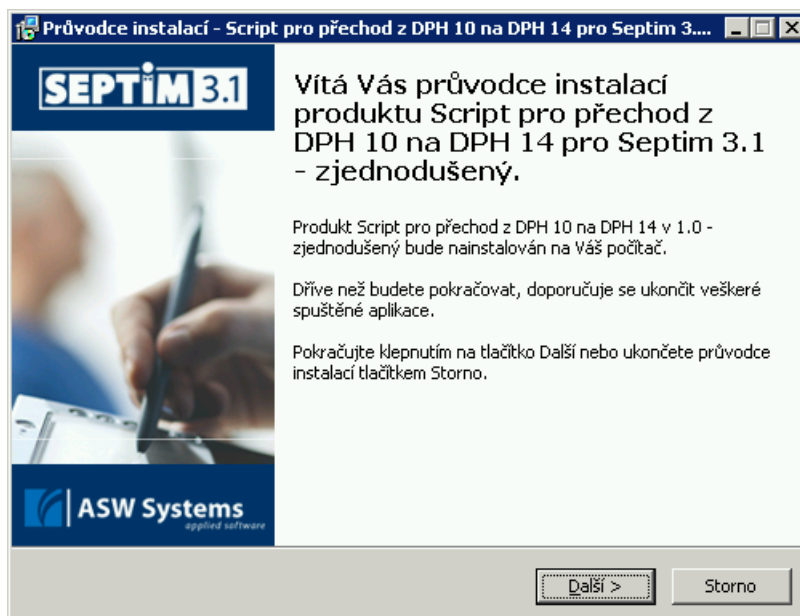 Průvodce instalací - Script pro přechod z DPH 10 na DPH 14 pro Septim 3....
SEPTIM 3.1
Vítá Vás průvodce instalací
produktu Script pro přechod z
DPH 10 na DPH 14 pro Septim 3.1
- zjednodušený.
Produkt Script pro přechod z DPH 10 na DPH 14 v 1.0 -
zjednodušený bude nainstalován na Váš počítač.
Dříve než budete pokračovat, doporučuje se ukončit veškeré
spuštěné aplikace.
Pokračujte klepnutím na tlačítko Další nebo ukončete průvodce
instalací tlačítkem Storno.
ASW Systems
applied software
Další >
Storno